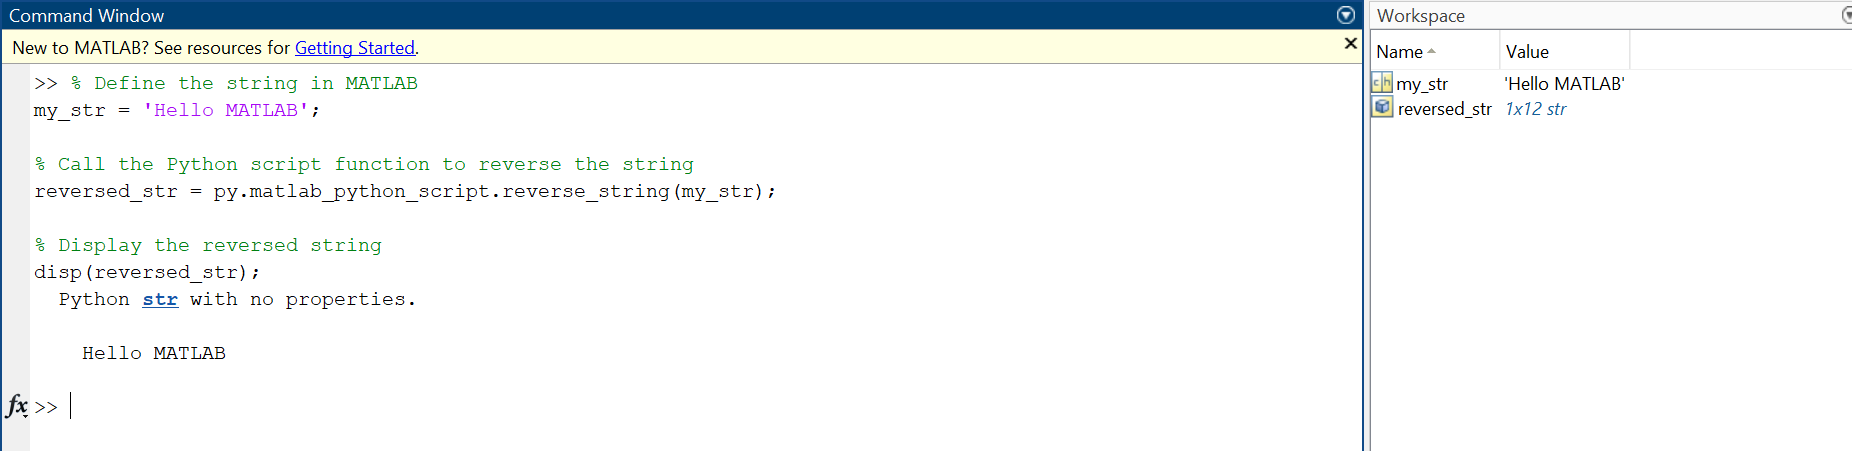 Command Window
New to MATLAB? See resources for Getting Started.
>> % Define the string in MATLAB
my_str = 'Hello MATLAB';
% Call the Python script function to reverse the string
reversed_str = py.matlab_python_script.reverse_string(my_str);
% Display the reversed string
disp(reversed_str);
Python str with no properties.
Hello MATLAB
fx >>
Workspace
Name Value
ch my_str 'Hello MATLAB'
reversed_str 1x12 str